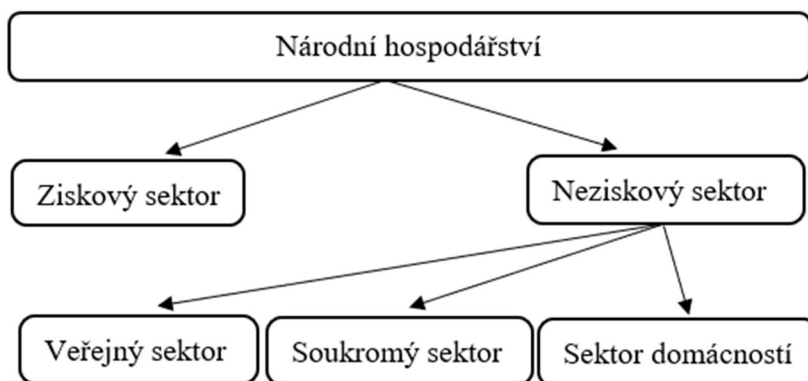 Národní hospodářství
Ziskový sektor
Neziskový sektor
Veřejný sektor
Soukromý sektor
Sektor domácností